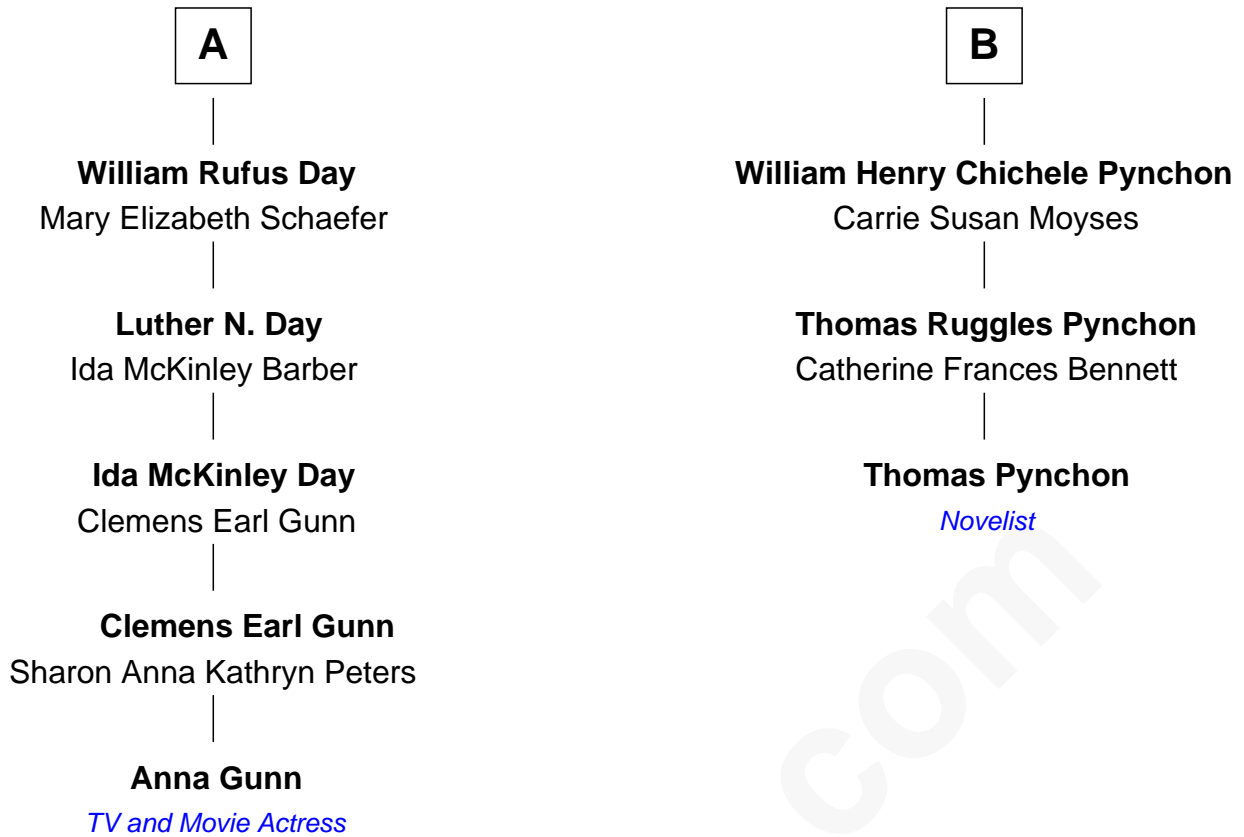 A
William Rufus Day
Mary Elizabeth Schaefer
Luther N. Day
Ida McKinley Barber
Ida McKinley Day
Clemens Earl Gunn
Clemens Earl Gunn
Sharon Anna Kathryn Peters
Anna Gunn
TV and Movie Actress
B
William Henry Chichele Pynchon
Carrie Susan Moyses
Thomas Ruggles Pynchon
Catherine Frances Bennett
Thomas Pynchon
Novelist
com